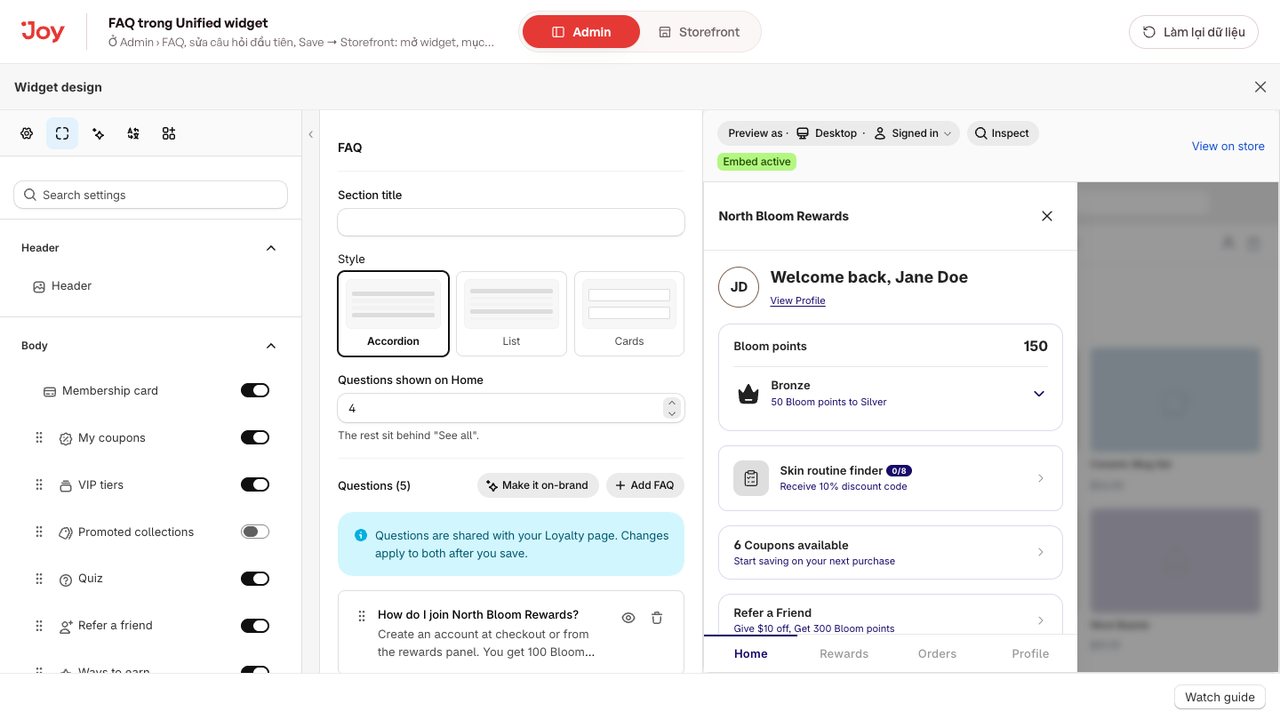 Joy
FAQ trong Unified widget
Ở Admin › FAQ, sửa câu hỏi đầu tiên, Save → Storefront: mở widget, mục...
Admin
Storefront
Làm lại dữ liệu
Widget design
Search settings
Header
Header
Body
Membership card
My coupons
VIP tiers
Promoted collections
Quiz
Refer a friend
Ways to earn
FAQ
Section title
Style
Accordion
List
Cards
Questions shown on Home
4
The rest sit behind "See all".
Questions (5)
Make it on-brand
Add FAQ
Questions are shared with your Loyalty page. Changes
apply to both after you save.
How do I join North Bloom Rewards?
Create an account at checkout or from
the rewards panel. You get 100 Bloom...
Preview as · Desktop · Signed in
Inspect
Embed active
View on store
North Bloom Rewards
JD
Welcome back, Jane Doe
View Profile
Bloom points
150
Bronze
50 Bloom points to Silver
Skin routine finder 0/8
Receive 10% discount code
6 Coupons available
Start saving on your next purchase
Refer a Friend
Give $10 off, Get 300 Bloom points
Home
Rewards
Orders
Profile
Watch guide